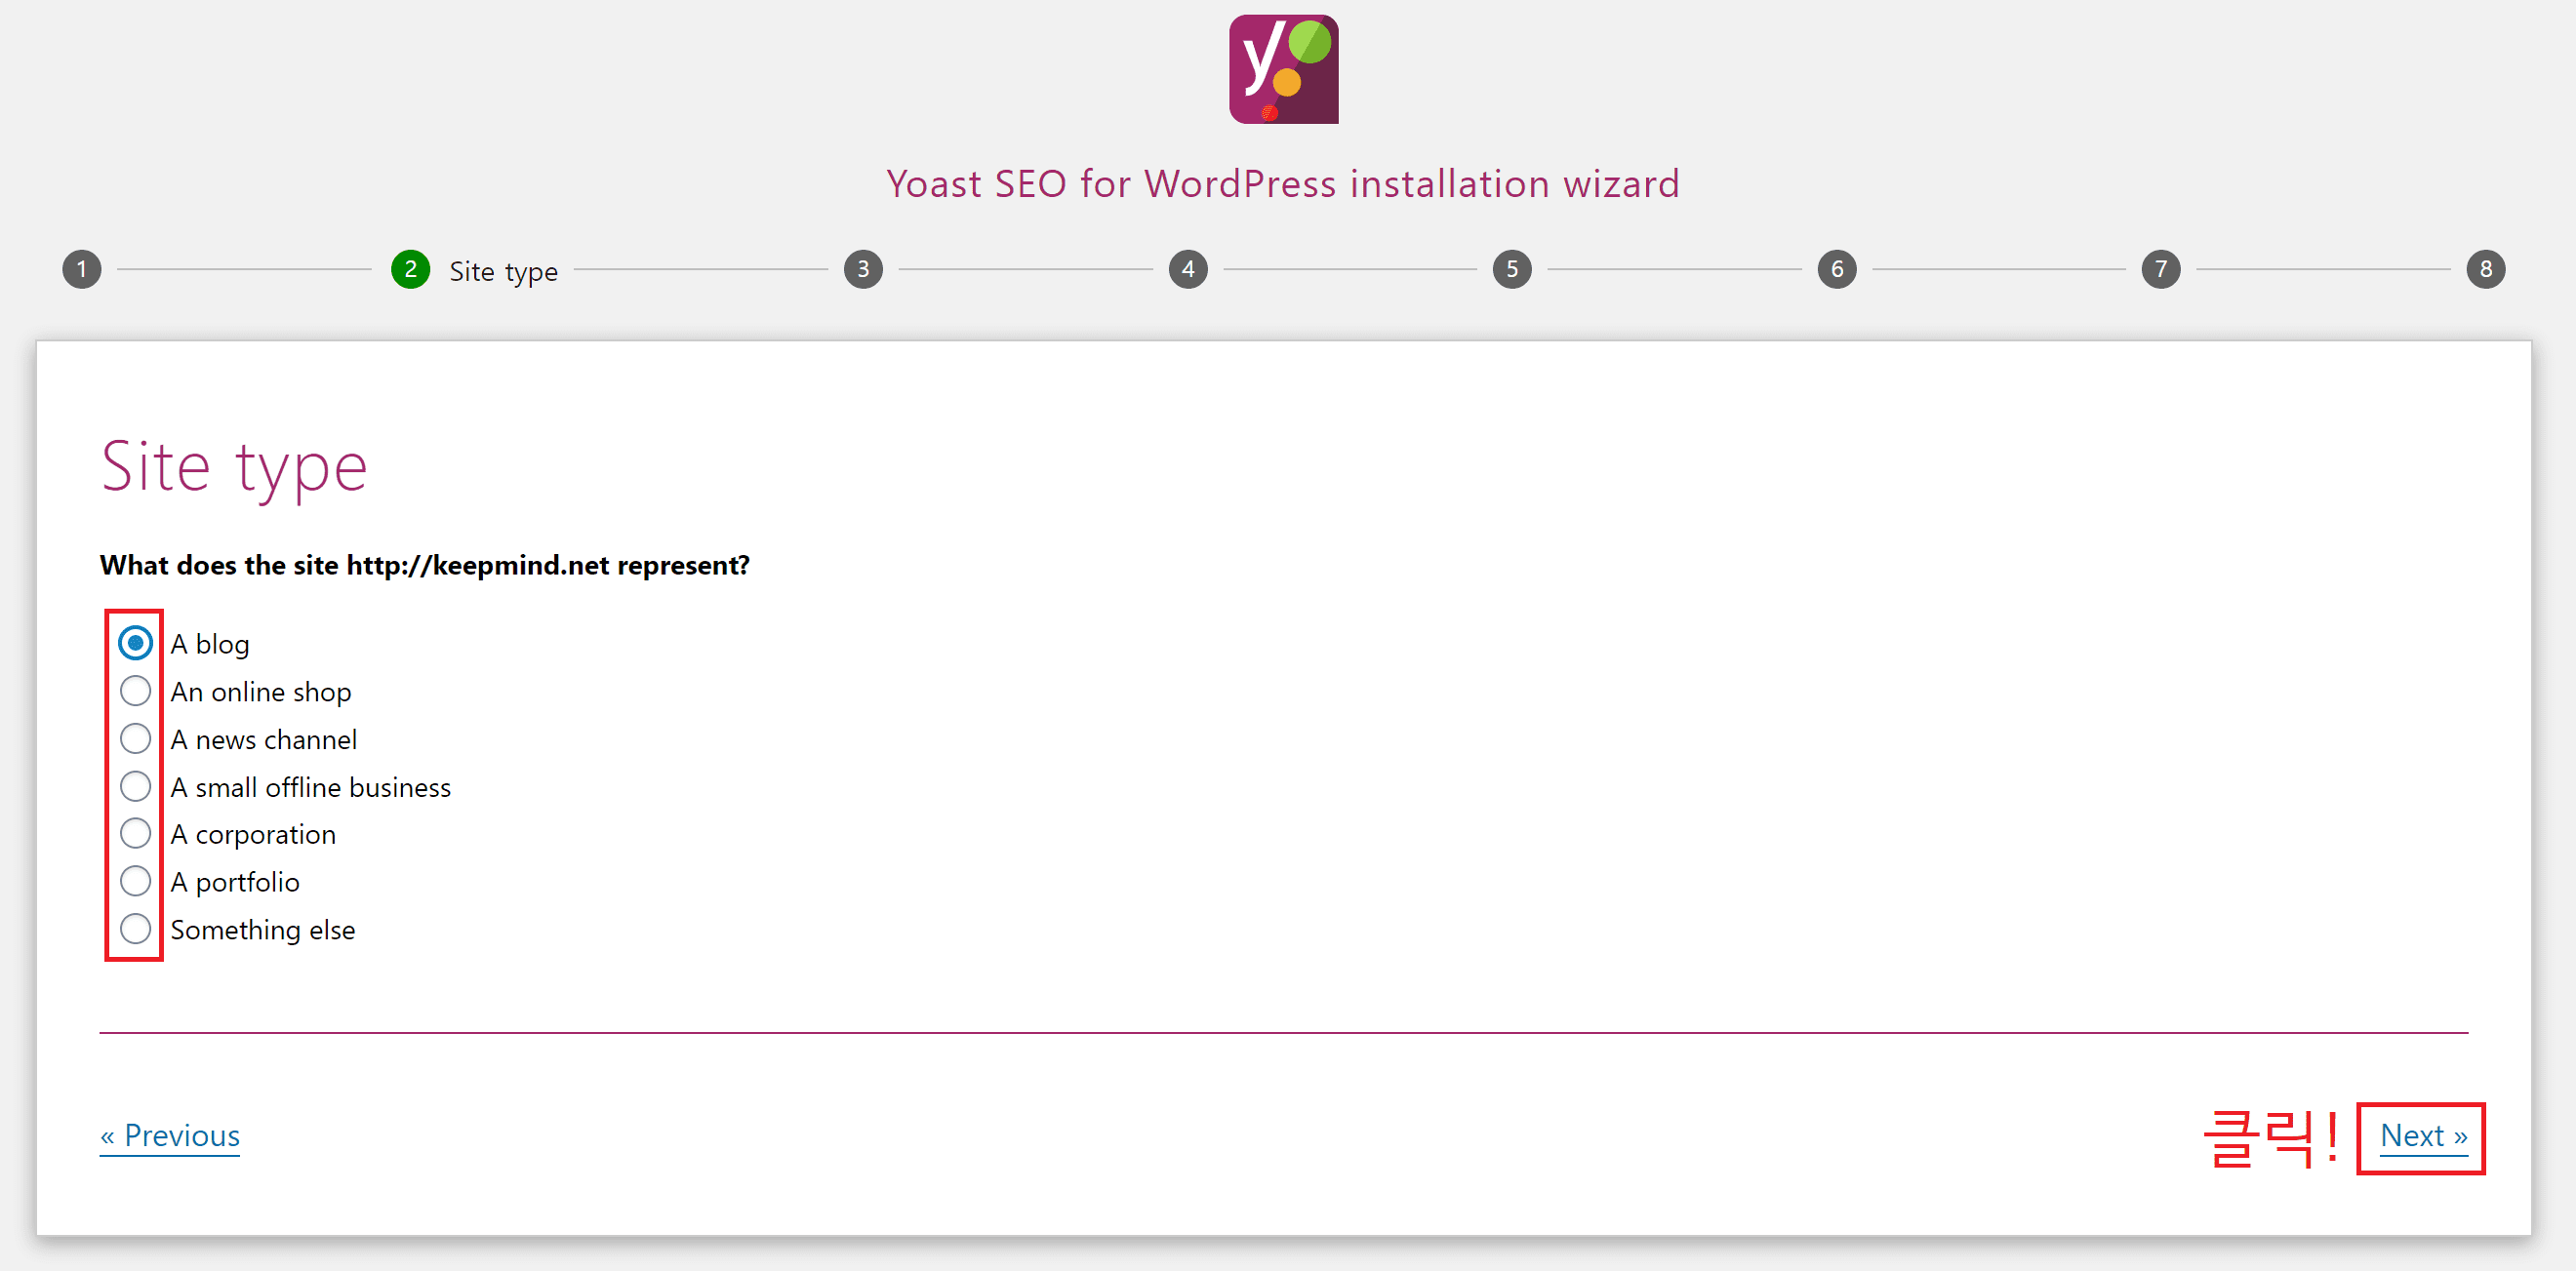 y
Yoast SEO for WordPress installation wizard
1 2 Site type 3 4 5 6 7 8
Site type
What does the site http://keepmind.net represent?
A blog
An online shop
A news channel
A small offline business
A corporation
A portfolio
Something else
« Previous 클릭! Next »